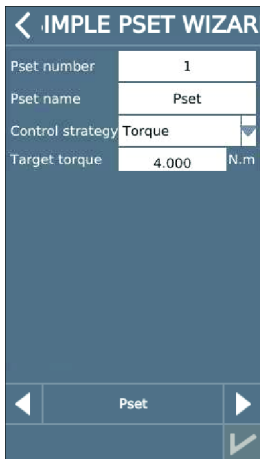 IMPLE PSET WIZAR
Pset number 1
Pset name Pset
Control strategy Torque
Target torque 4.000 N.m
Pset